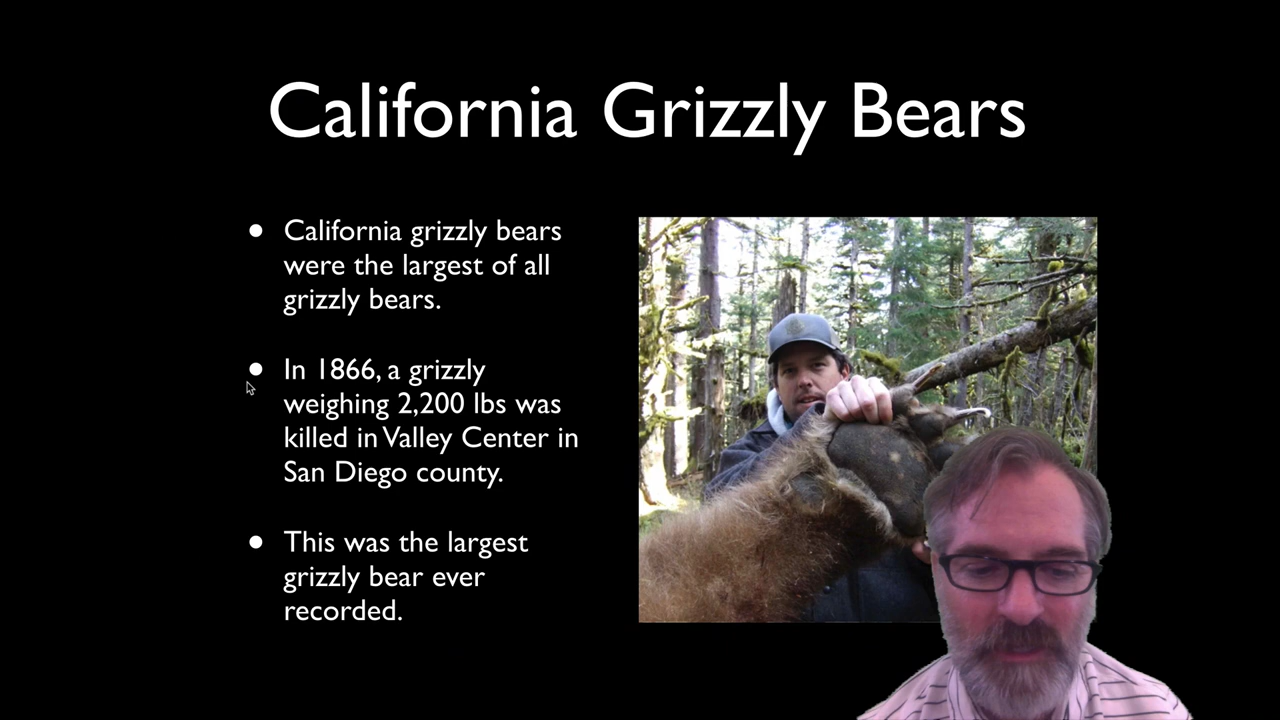 California Grizzly Bears
California grizzly bears
were the largest of all
grizzly bears.
In 1866, a grizzly
weighing 2,200 lbs was
killed in Valley Center in
San Diego county.
This was the largest
grizzly bear ever
recorded.